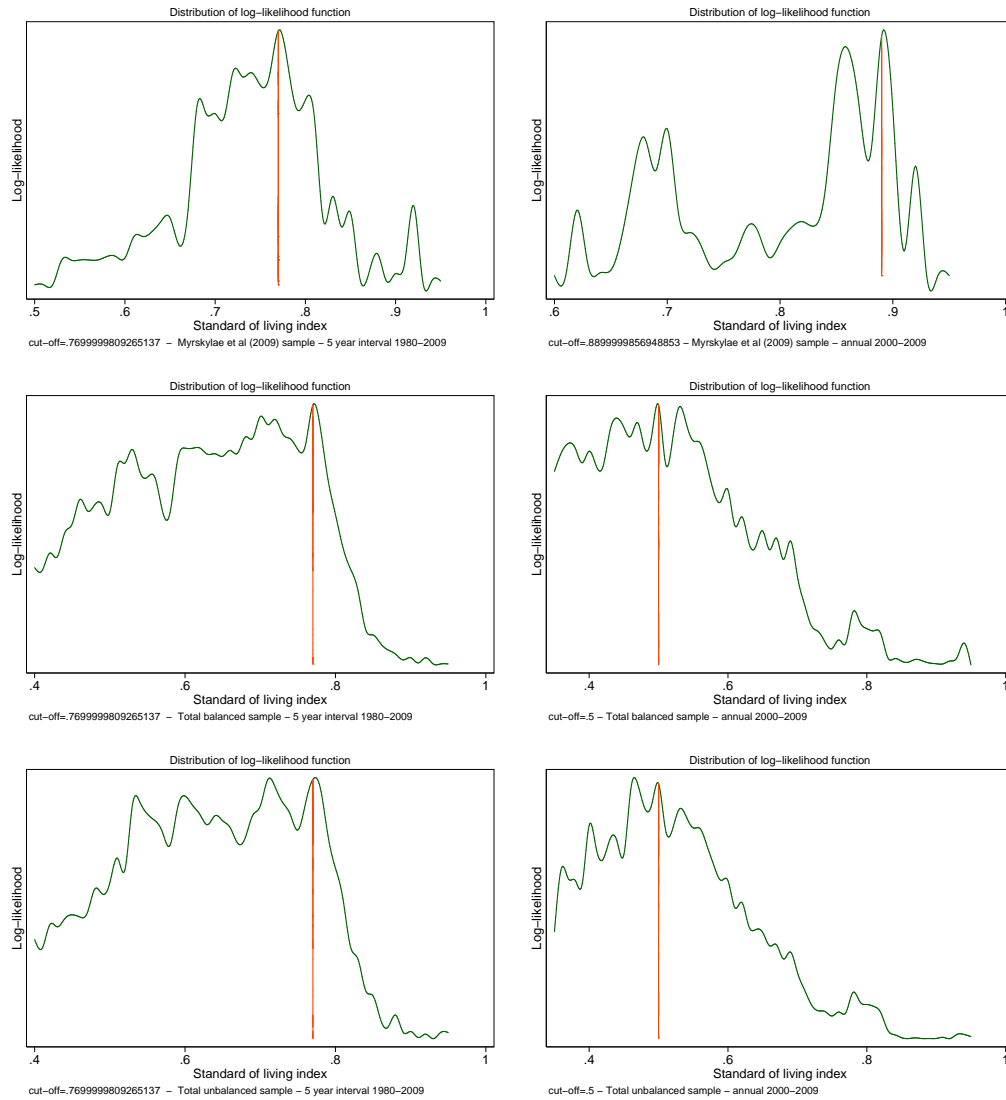 Distribution of log−likelihood function
Log−likelihood
.5 .6 .7 .8 .9 1
Standard of living index
cut−off=.7699999809265137 − Myrskylae et al (2009) sample − 5 year interval 1980−2009
Distribution of log−likelihood function
Log−likelihood
.6 .7 .8 .9 1
Standard of living index
cut−off=.8899999856948853 − Myrskylae et al (2009) sample − annual 2000−2009
Distribution of log−likelihood function
Log−likelihood
.4 .6 .8 1
Standard of living index
cut−off=.7699999809265137 − Total balanced sample − 5 year interval 1980−2009
Distribution of log−likelihood function
Log−likelihood
.4 .6 .8 1
Standard of living index
cut−off=.5 − Total balanced sample − annual 2000−2009
Distribution of log−likelihood function
Log−likelihood
.4 .6 .8 1
Standard of living index
cut−off=.7699999809265137 − Total unbalanced sample − 5 year interval 1980−2009
Distribution of log−likelihood function
Log−likelihood
.4 .6 .8 1
Standard of living index
cut−off=.5 − Total unbalanced sample − annual 2000−2009